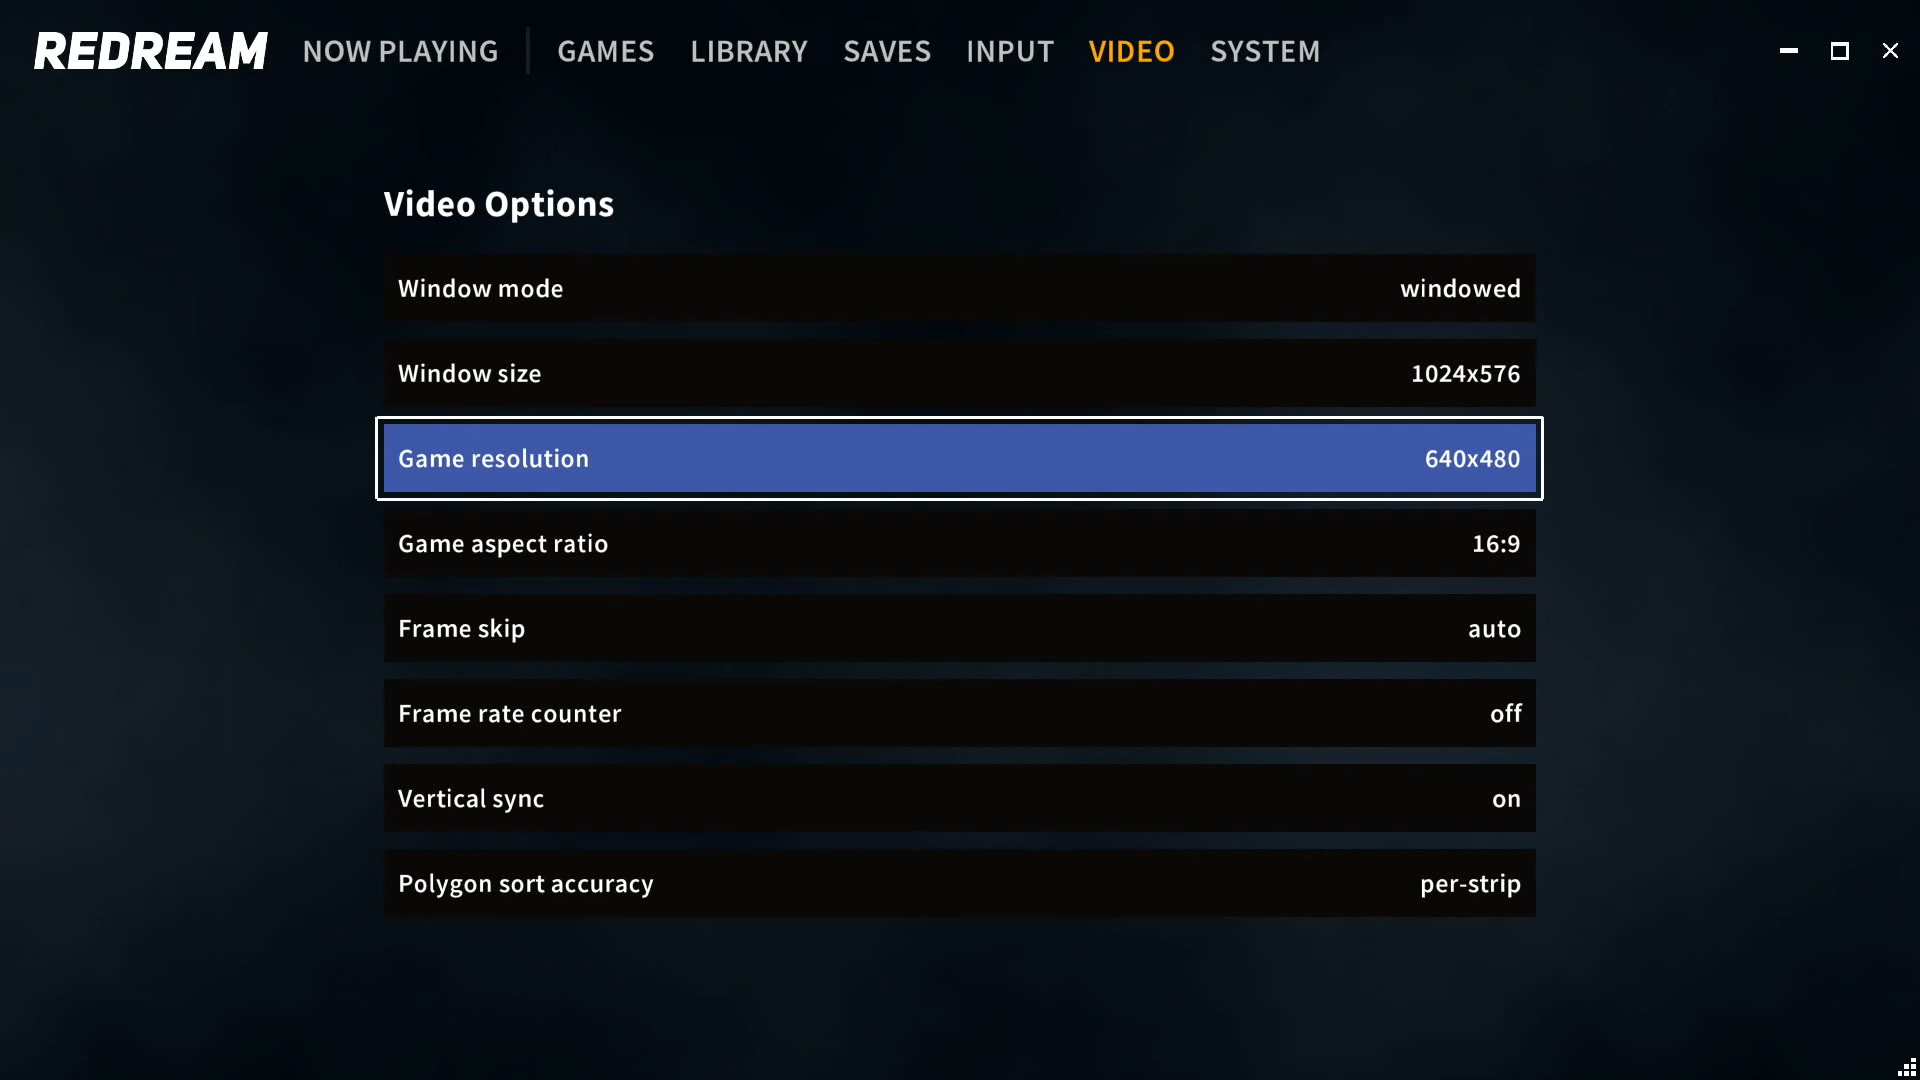 REDREAM NOW PLAYING GAMES LIBRARY SAVES INPUT VIDEO SYSTEM
Video Options
Window mode windowed
Window size 1024x576
Game resolution 640x480
Game aspect ratio 16:9
Frame skip auto
Frame rate counter off
Vertical sync on
Polygon sort accuracy per-strip